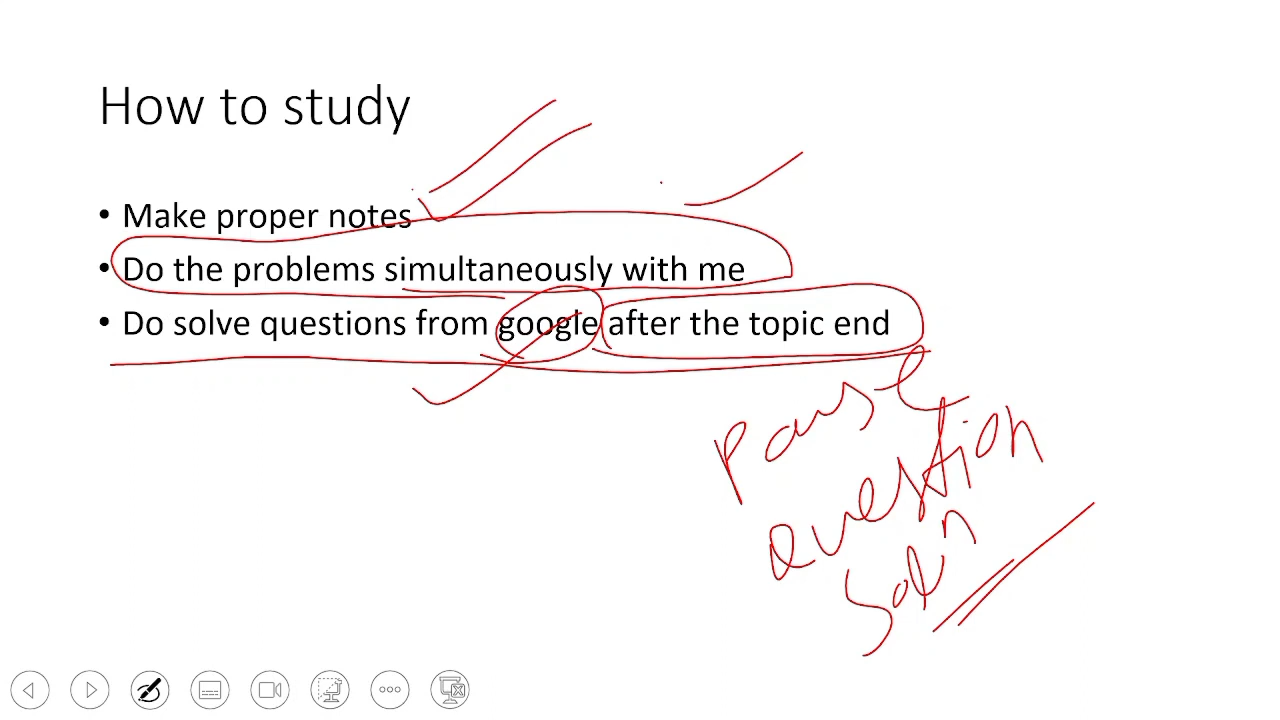 How to study
• Make proper notes
• Do the problems simultaneously with me
• Do solve questions from google after the topic end
Pause
Question
Soln